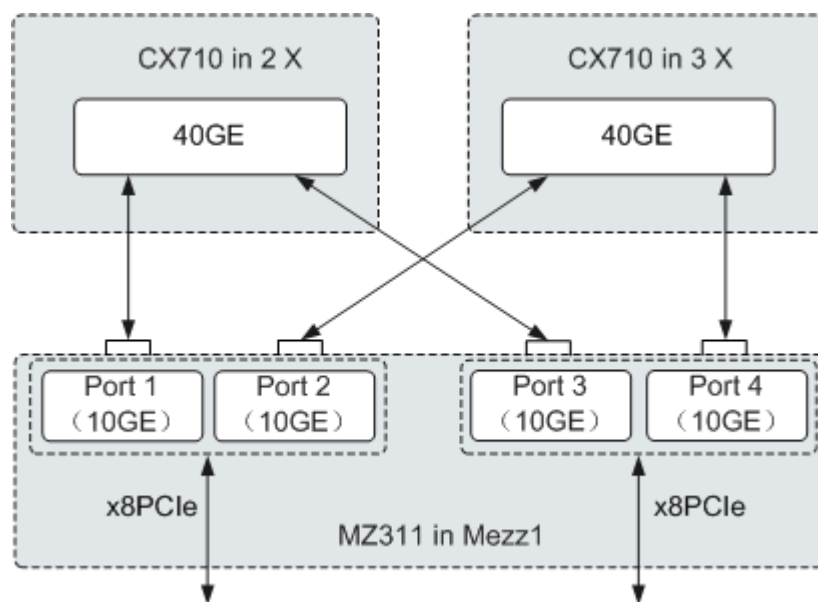 CX710 in 2 X
CX710 in 3 X
40GE
40GE
Port 1
（10GE）
Port 2
（10GE）
Port 3
（10GE）
Port 4
（10GE）
x8PCIe
x8PCIe
MZ311 in Mezz1